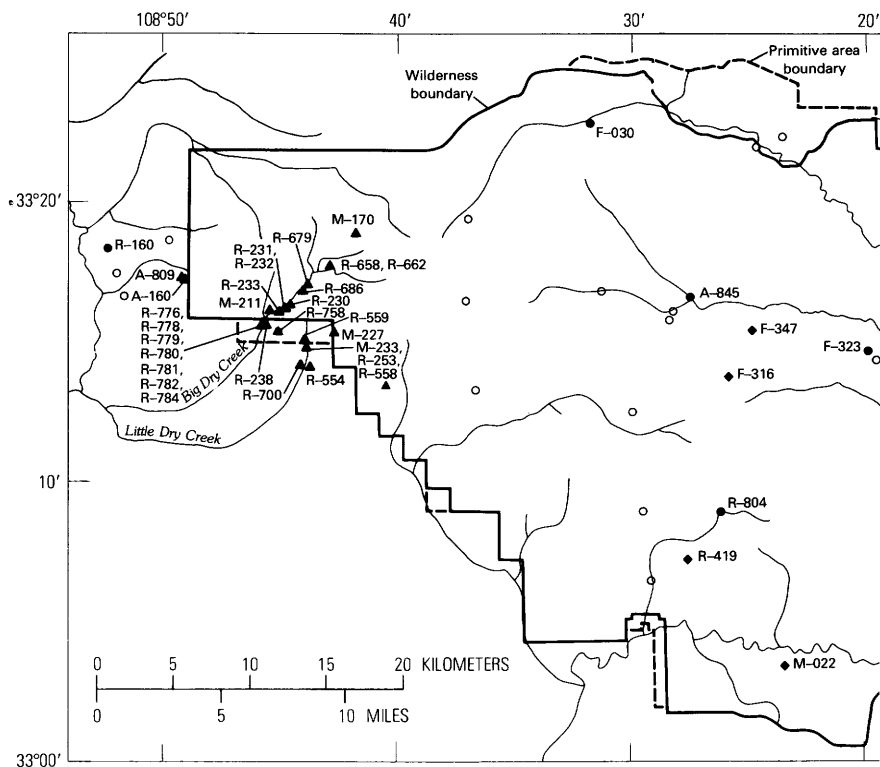 108°50′
40′
30′
20′
Primitive area
boundary
Wilderness
boundary
F–030
33°20′
M–170
R–679
R–231,
R–232
R–160
A–809
R–658, R–662
R–233
R–686
A–160
M–211
R–230
A–845
R–758
R–559
R–776,
R–778,
R–779,
R–780,
R–781,
R–782,
R–784
M–227
F–347
M–233,
R–253,
R–558
F–323
R–238
R–554
F–316
R–700
Big Dry Creek
Little Dry Creek
10′
R–804
R–419
0 5 10 15 20 KILOMETERS
M–022
0 5 10 MILES
33°00′